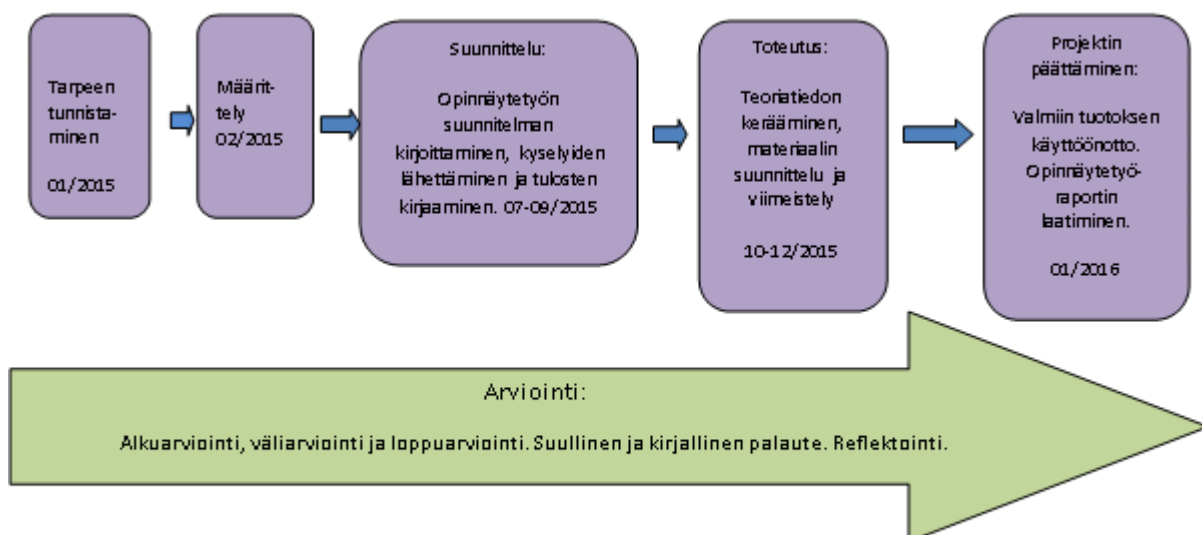 Tarpeen
tunnista-
minen
01/2015
Määrit-
tely
02/2015
Suunnittelu:
Opinnäytetyön
suunnitelman
kirjoittaminen, kyselyiden
lähettäminen ja tulosten
kirjaaminen. 07-09/2015
Toteutus:
Teoriatiedon
kerääminen,
materiaalin
suunnittelu ja
viimeistely
10-12/2015
Projektin
päättäminen:
Valmiin tuotoksen
käyttöönotto.
Opinnäytetyö-
raportin
laatiminen.
01/2016
Arviointi:
Alkuarviointi, väliarviointi ja loppuarviointi. Suullinen ja kirjallinen palaute. Reflektointi.